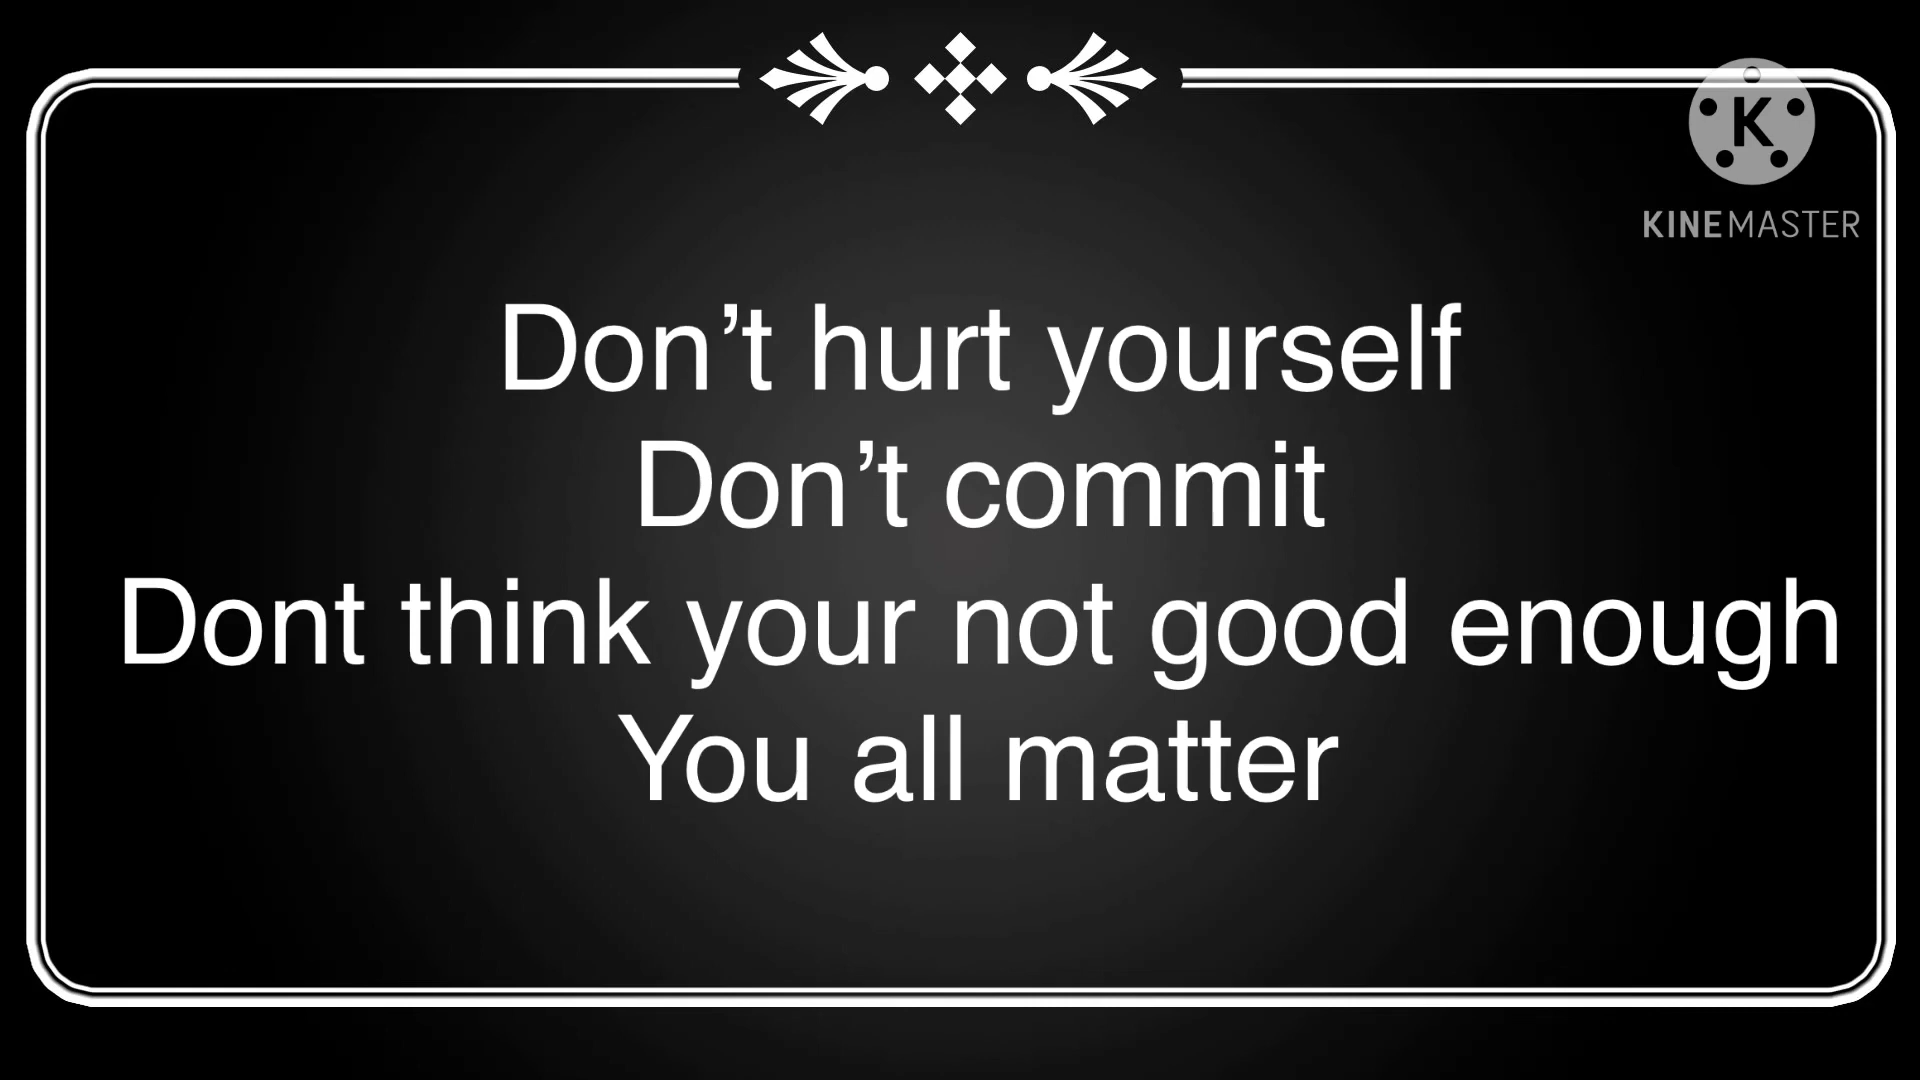 K
KINEMASTER
Don’t hurt yourself
Don’t commit
Dont think your not good enough
You all matter